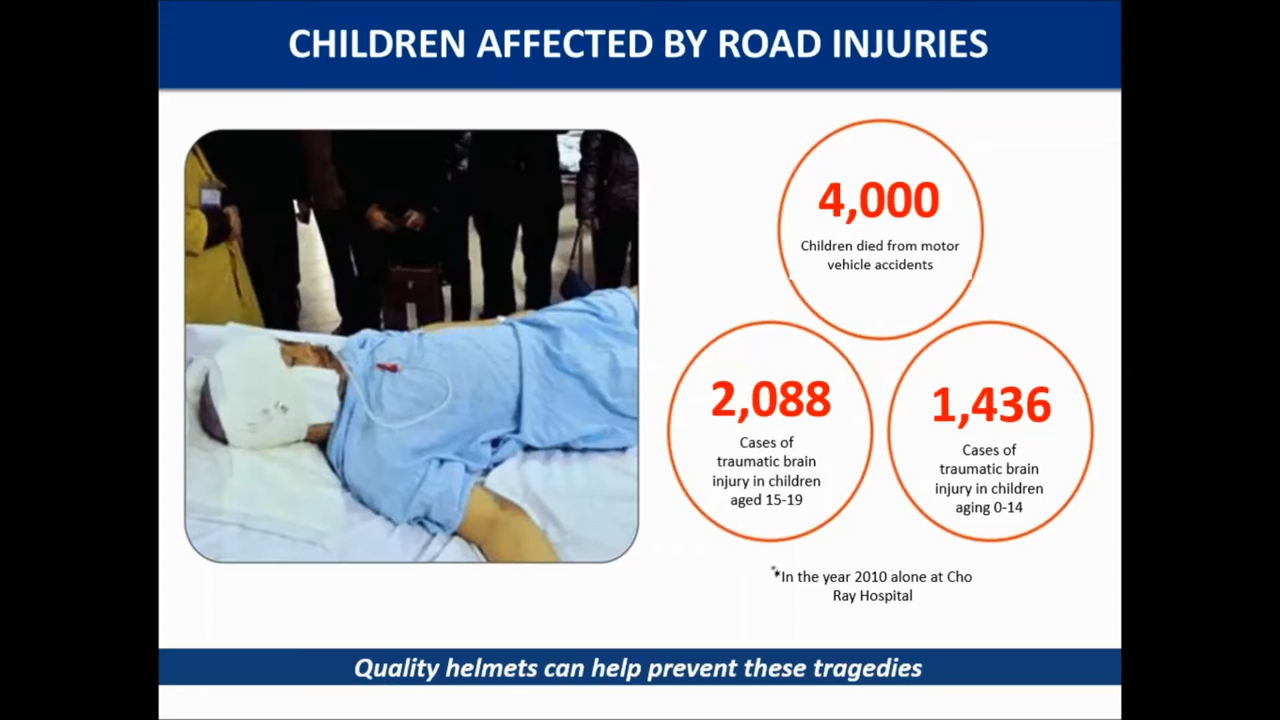 CHILDREN AFFECTED BY ROAD INJURIES
4,000
Children died from motor
vehicle accidents
2,088
Cases of
traumatic brain
injury in children
aged 15-19
1,436
Cases of
traumatic brain
injury in children
aging 0-14
**In the year 2010 alone at Cho
Ray Hospital
Quality helmets can help prevent these tragedies